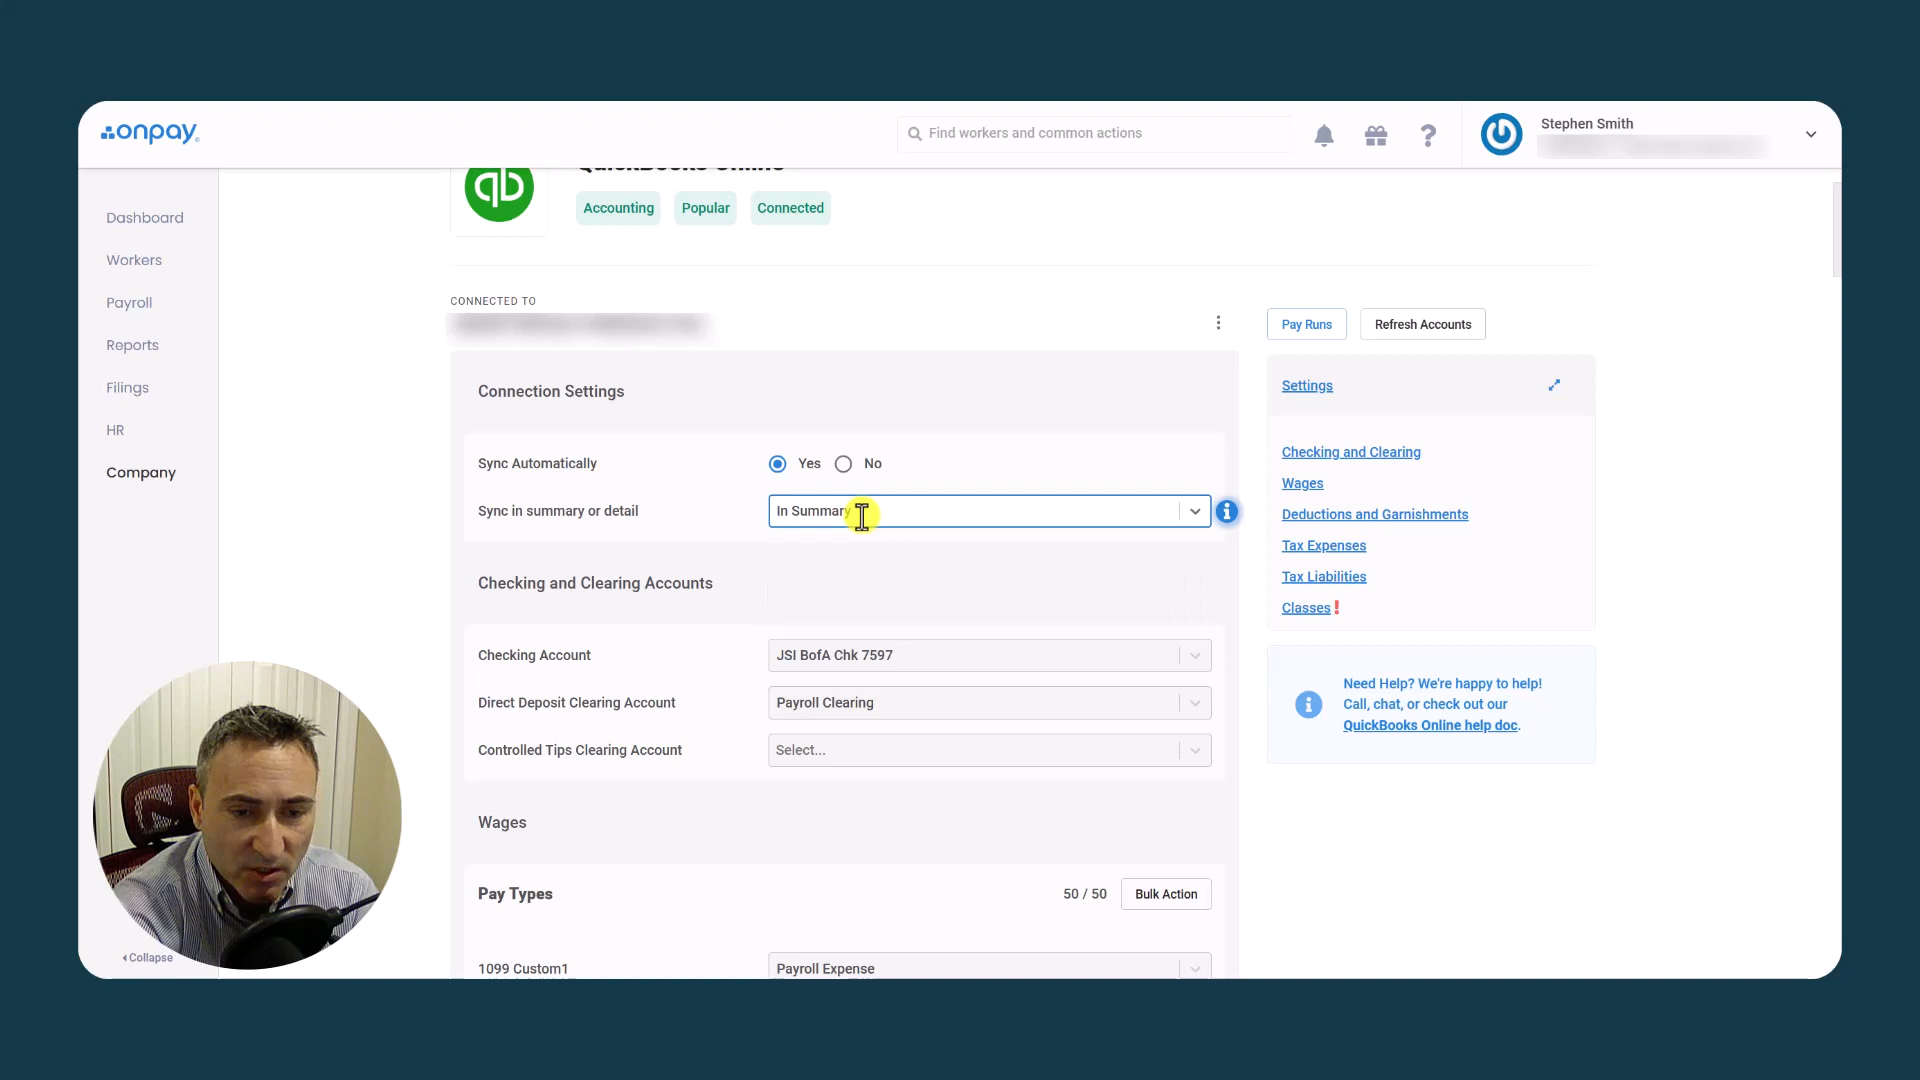 onpay
Find workers and common actions
Stephen Smith
Dashboard
Workers
Payroll
Reports
Filings
HR
Company
Collapse
qb
QuickBooks Online
Accounting
Popular
Connected
CONNECTED TO
Pay Runs
Refresh Accounts
Connection Settings
Sync Automatically
Yes
No
Sync in summary or detail
In Summary
Checking and Clearing Accounts
Checking Account
JSI BofA Chk 7597
Direct Deposit Clearing Account
Payroll Clearing
Controlled Tips Clearing Account
Select...
Wages
Pay Types
50 / 50
Bulk Action
1099 Custom1
Payroll Expense
Settings
Checking and Clearing
Wages
Deductions and Garnishments
Tax Expenses
Tax Liabilities
Classes!
Need Help? We're happy to help!
Call, chat, or check out our
QuickBooks Online help doc.